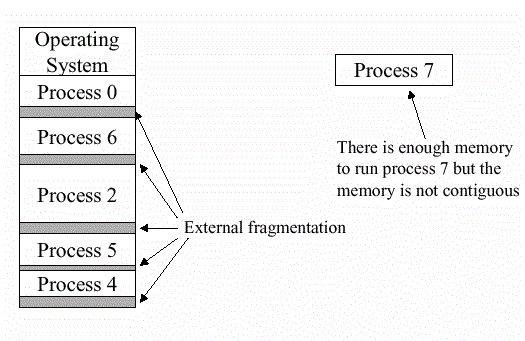 Operating
System
Process 0
Process 6
Process 2
Process 5
Process 4
External fragmentation
Process 7
There is enough memory
to run process 7 but the
memory is not contiguous